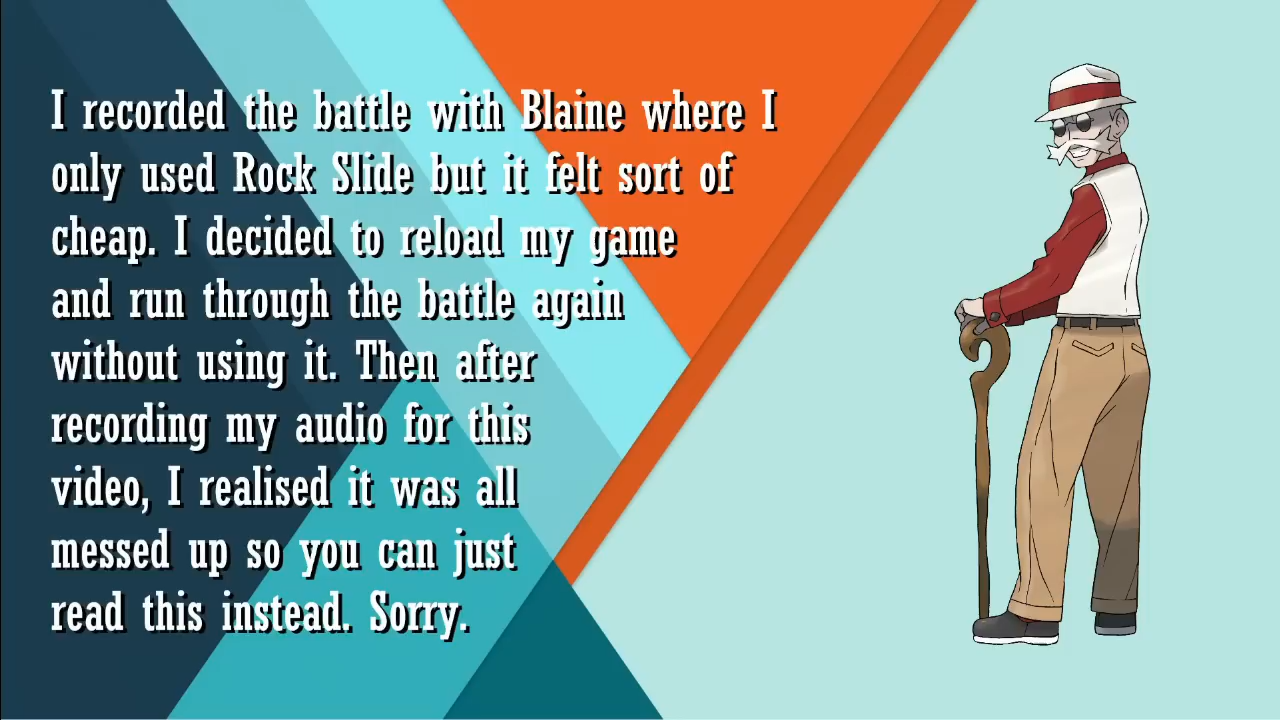 I recorded the battle with Blaine where I
only used Rock Slide but it felt sort of
cheap. I decided to reload my game
and run through the battle again
without using it. Then after
recording my audio for this
video, I realised it was all
messed up so you can just
read this instead. Sorry.